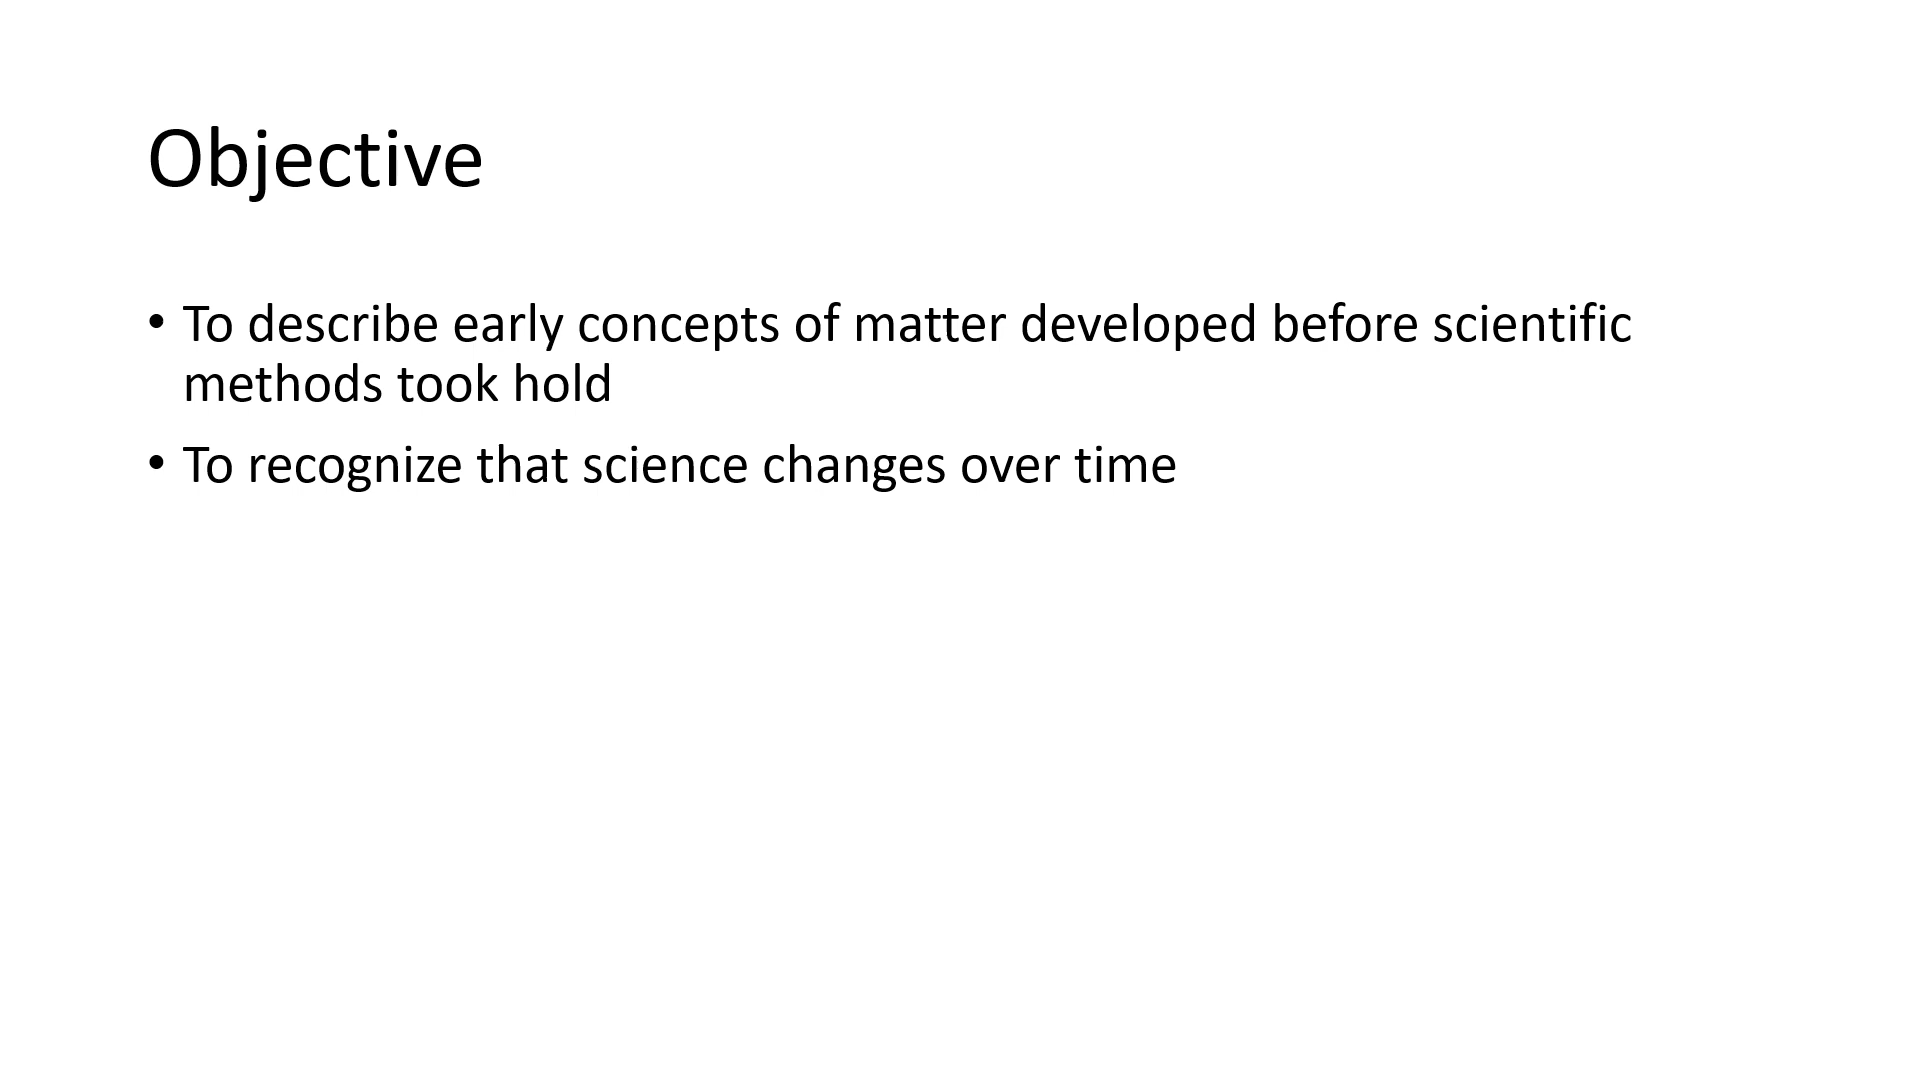 Objective
• To describe early concepts of matter developed before scientific
methods took hold
• To recognize that science changes over time